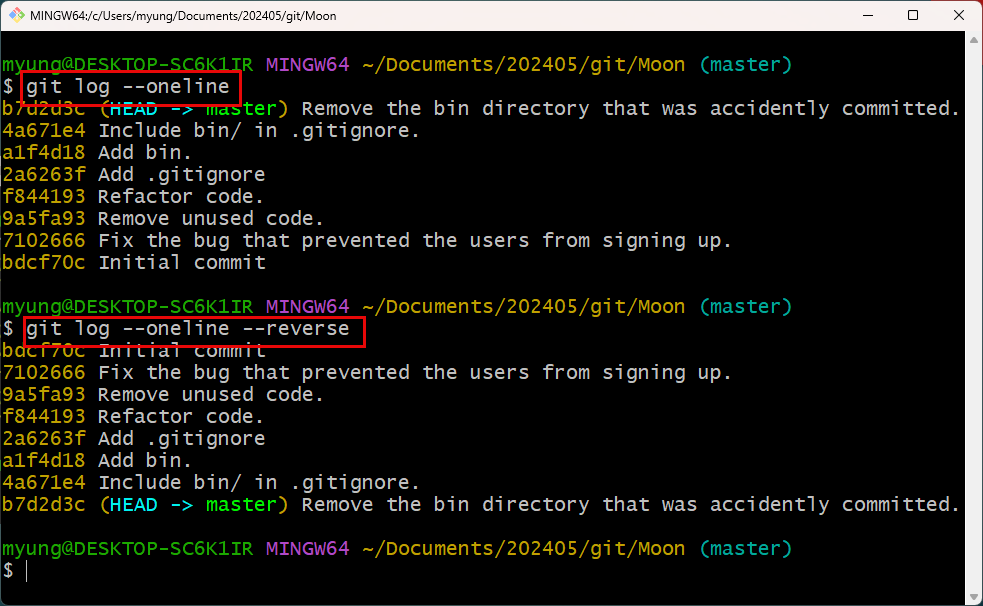 MINGW64:/c/Users/myung/Documents/202405/git/Moon
myung@DESKTOP-SC6K1IR MINGW64 ~/Documents/202405/git/Moon (master)
$ git log --oneline
b7d2d3c (HEAD -> master) Remove the bin directory that was accidently committed.
4a671e4 Include bin/ in .gitignore.
a1f4d18 Add bin.
2a6263f Add .gitignore
f844193 Refactor code.
9a5fa93 Remove unused code.
7102666 Fix the bug that prevented the users from signing up.
bdcf70c Initial commit
myung@DESKTOP-SC6K1IR MINGW64 ~/Documents/202405/git/Moon (master)
$ git log --oneline --reverse
bdcf70c Initial commit
7102666 Fix the bug that prevented the users from signing up.
9a5fa93 Remove unused code.
f844193 Refactor code.
2a6263f Add .gitignore
a1f4d18 Add bin.
4a671e4 Include bin/ in .gitignore.
b7d2d3c (HEAD -> master) Remove the bin directory that was accidently committed.
myung@DESKTOP-SC6K1IR MINGW64 ~/Documents/202405/git/Moon (master)
$